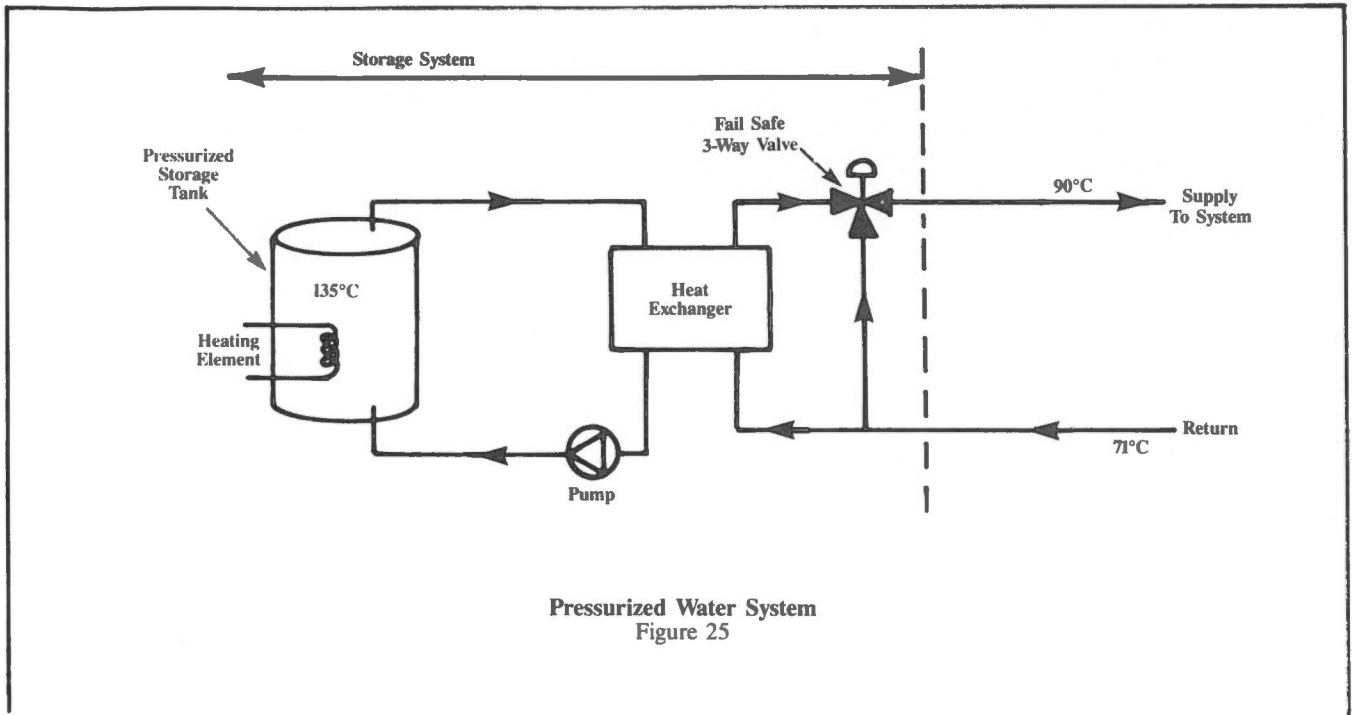 Storage System
Fail Safe
3-Way Valve
Pressurized
Storage
Tank
90°C
Supply
To System
135°C
Heat
Exchanger
Heating
Element
Return
71°C
Pump
Pressurized Water System
Figure 25